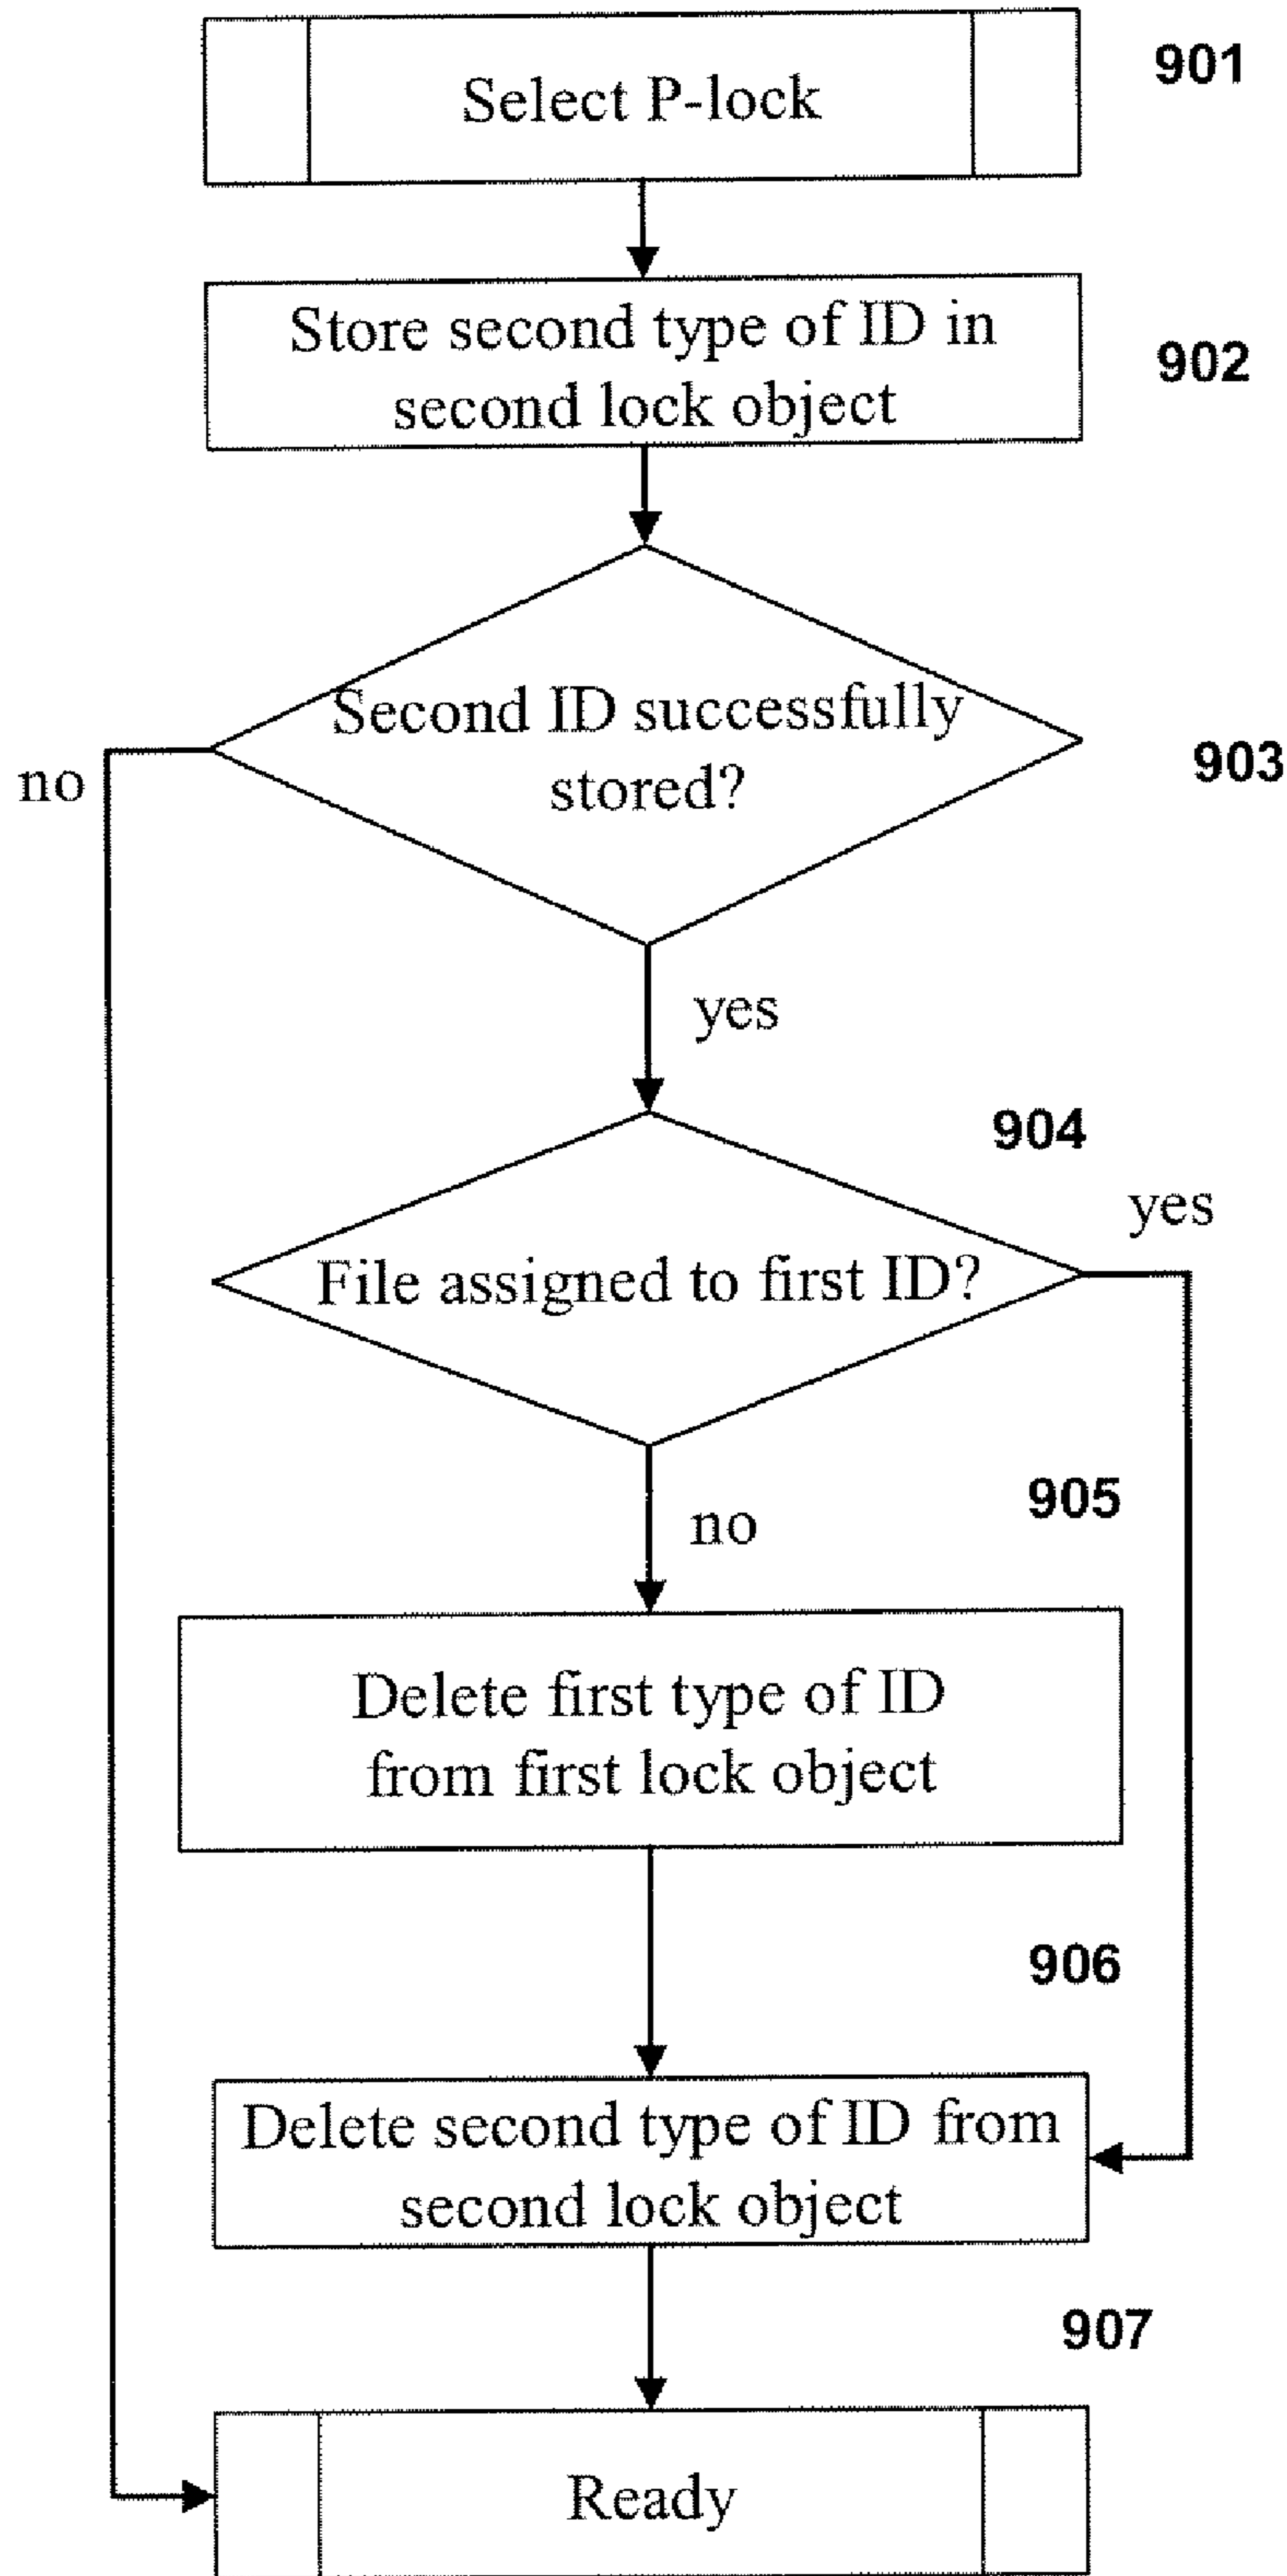 Select P-lock
901
Store second type of ID in
second lock object
902
Second ID successfully
stored?
903
no
yes
904
yes
File assigned to first ID?
905
no
Delete first type of ID
from first lock object
906
Delete second type of ID from
second lock object
907
Ready